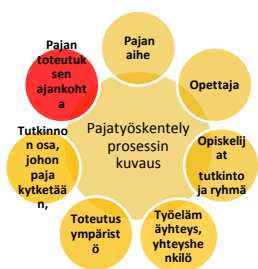 Pajan
aihe
Opettaja
Opiskelij
at
tutkinto
ja ryhmä
Työeläm
äyhteys,
yhteyshe
nkilö
Toteutus
ympärist
ö
Tutkinno
n osa,
johon
paja
kytketää
n,
Pajan
toteutuk
sen
ajankoht
a
Pajatyöskentely
prosessin
kuvaus